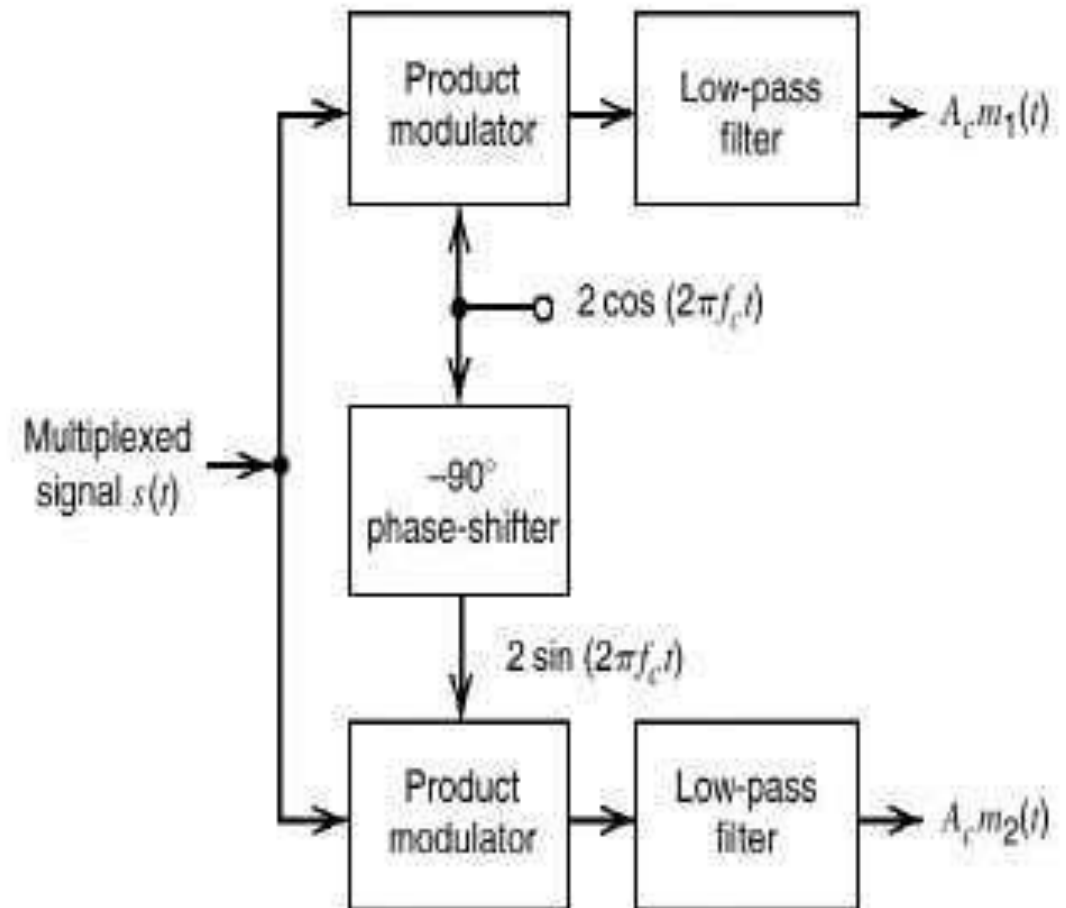 Product
modulator
Low-pass
filter
A_c m_1(t)
2 cos (2πf_c t)
Multiplexed
signal s(t)
–90°
phase-shifter
2 sin (2πf_c t)
Product
modulator
Low-pass
filter
A_c m_2(t)